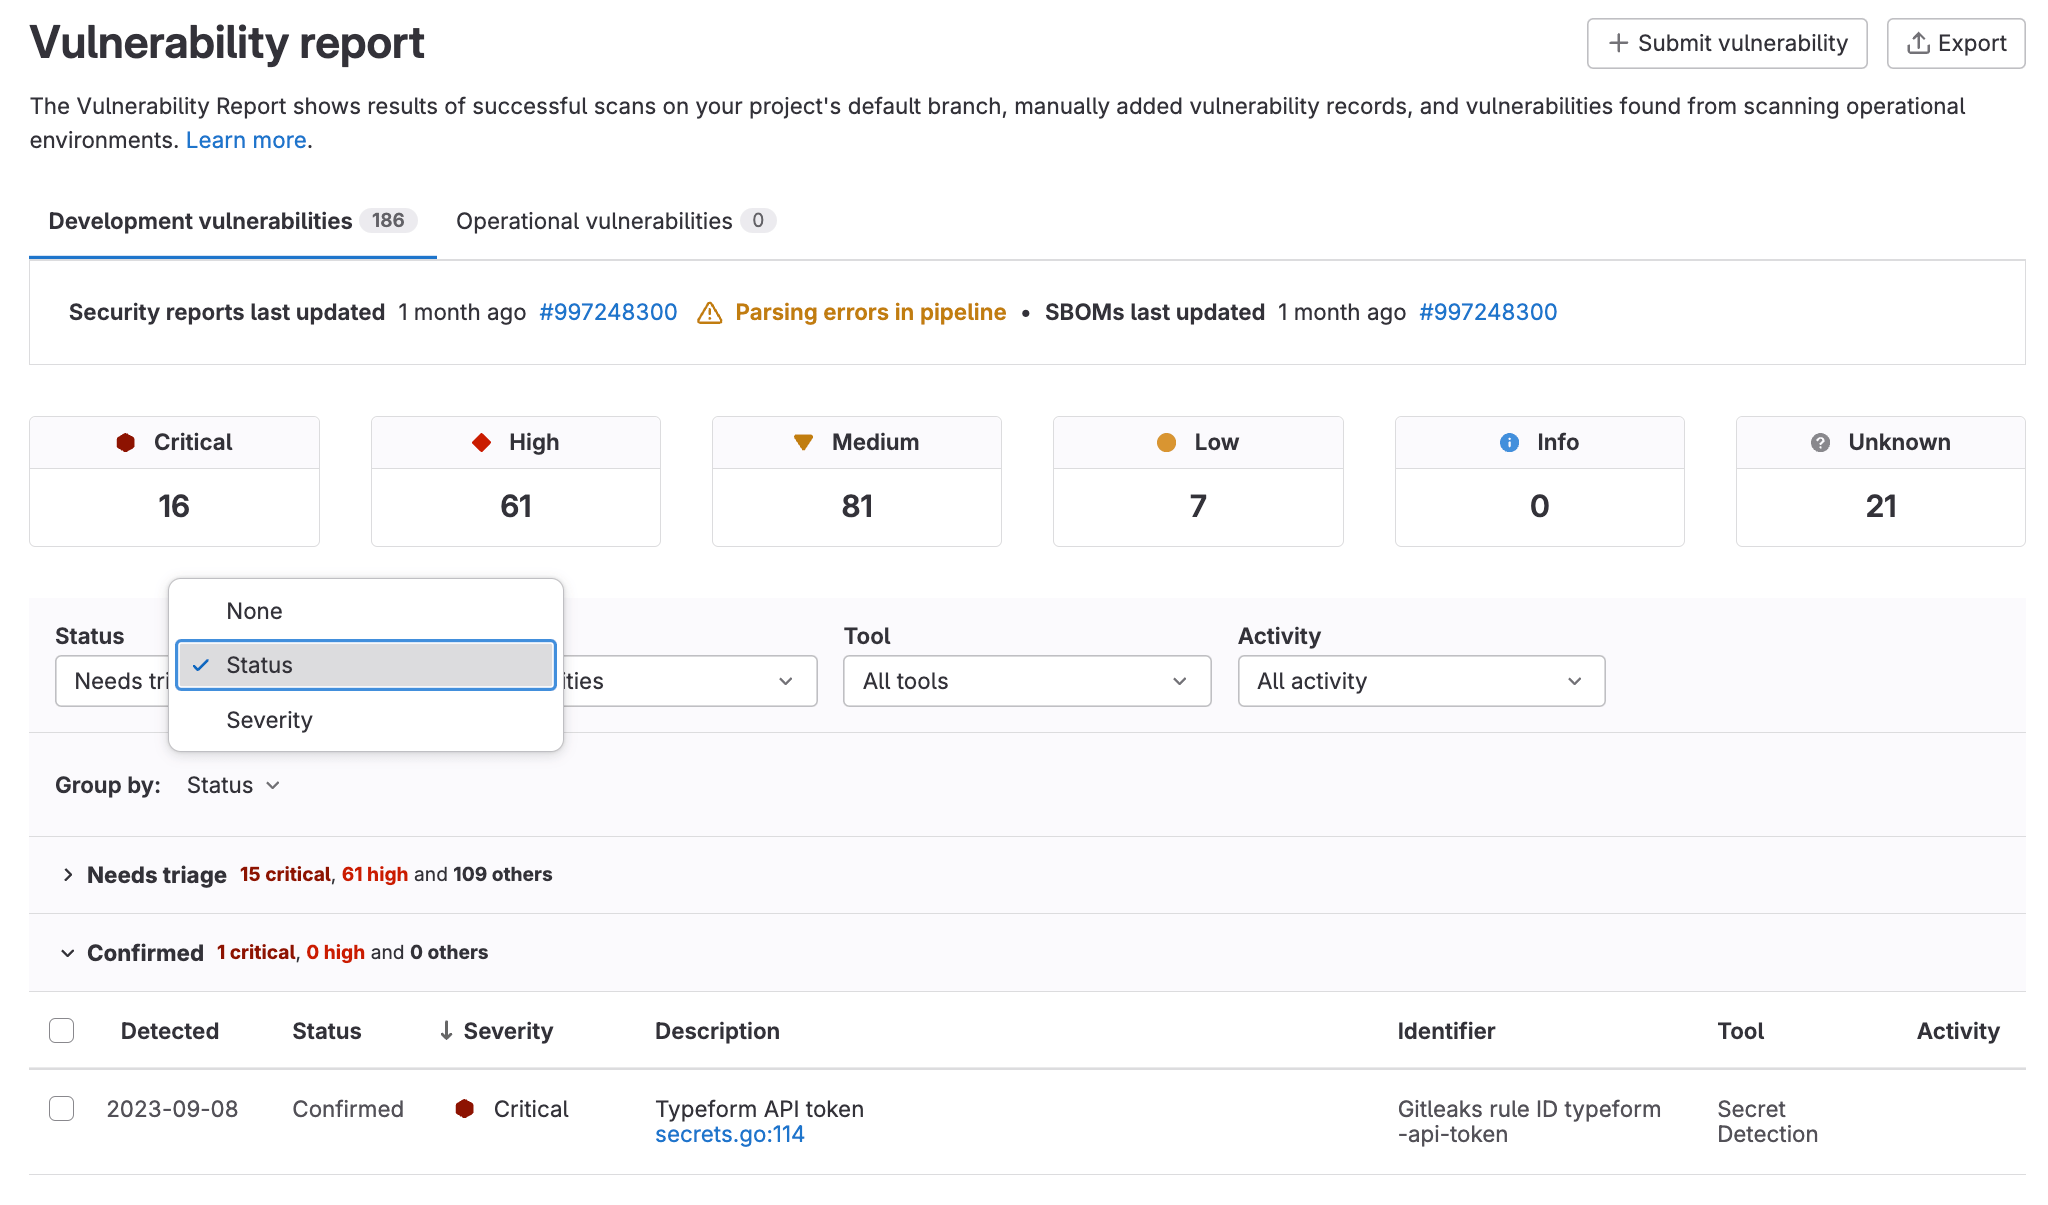 Vulnerability report
Submit vulnerability
Export
The Vulnerability Report shows results of successful scans on your project's default branch, manually added vulnerability records, and vulnerabilities found from scanning operational
environments. Learn more.
Development vulnerabilities 186
Operational vulnerabilities 0
Security reports last updated 1 month ago #997248300 Parsing errors in pipeline • SBOMs last updated 1 month ago #997248300
Critical
16
High
61
Medium
81
Low
7
Info
0
Unknown
21
None
Status
Severity
Status
Needs
Tool
All tools
Activity
All activity
Group by: Status
Needs triage 15 critical, 61 high and 109 others
Confirmed 1 critical, 0 high and 0 others
Detected Status Severity Description Identifier Tool Activity
2023-09-08 Confirmed Critical Typeform API token Gitleaks rule ID typeform Secret
secrets.go:114 -api-token Detection